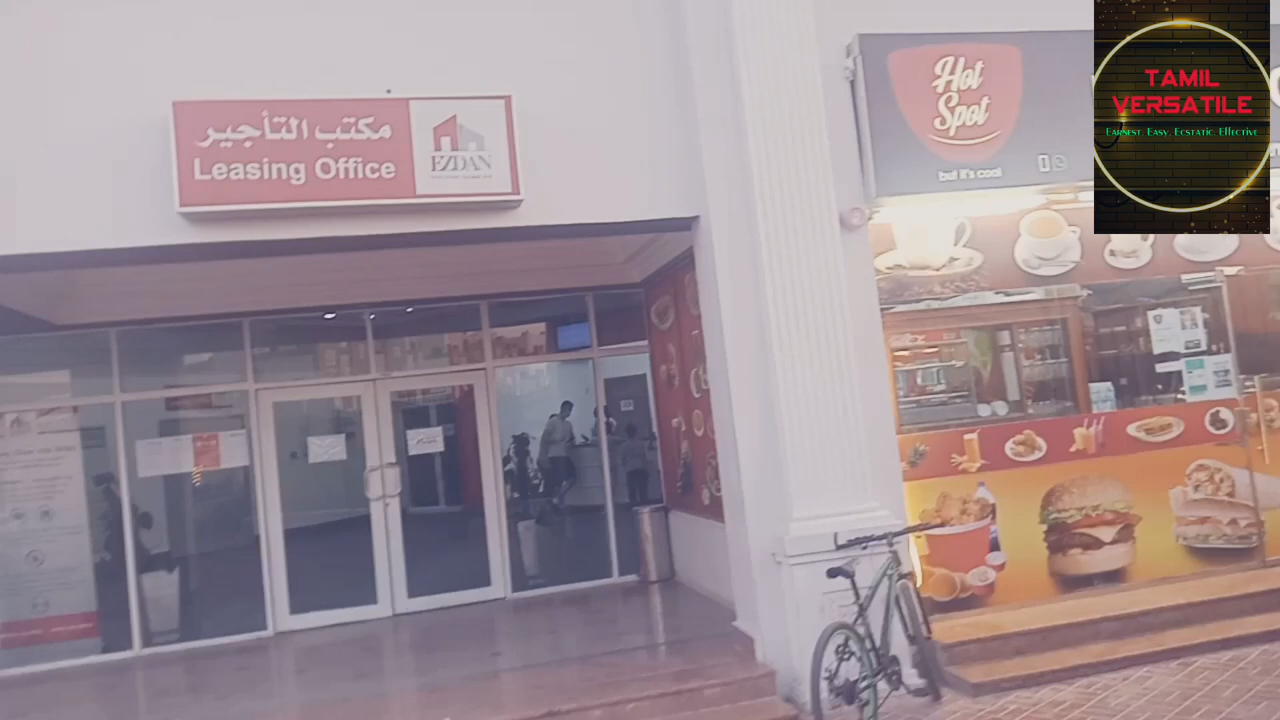 مكتب التأجير
Leasing Office
EZDAN
Hot
Spot
but it's cool
TAMIL
VERSATILE
EARNEST. EASY. ECSTATIC. EFFECTIVE